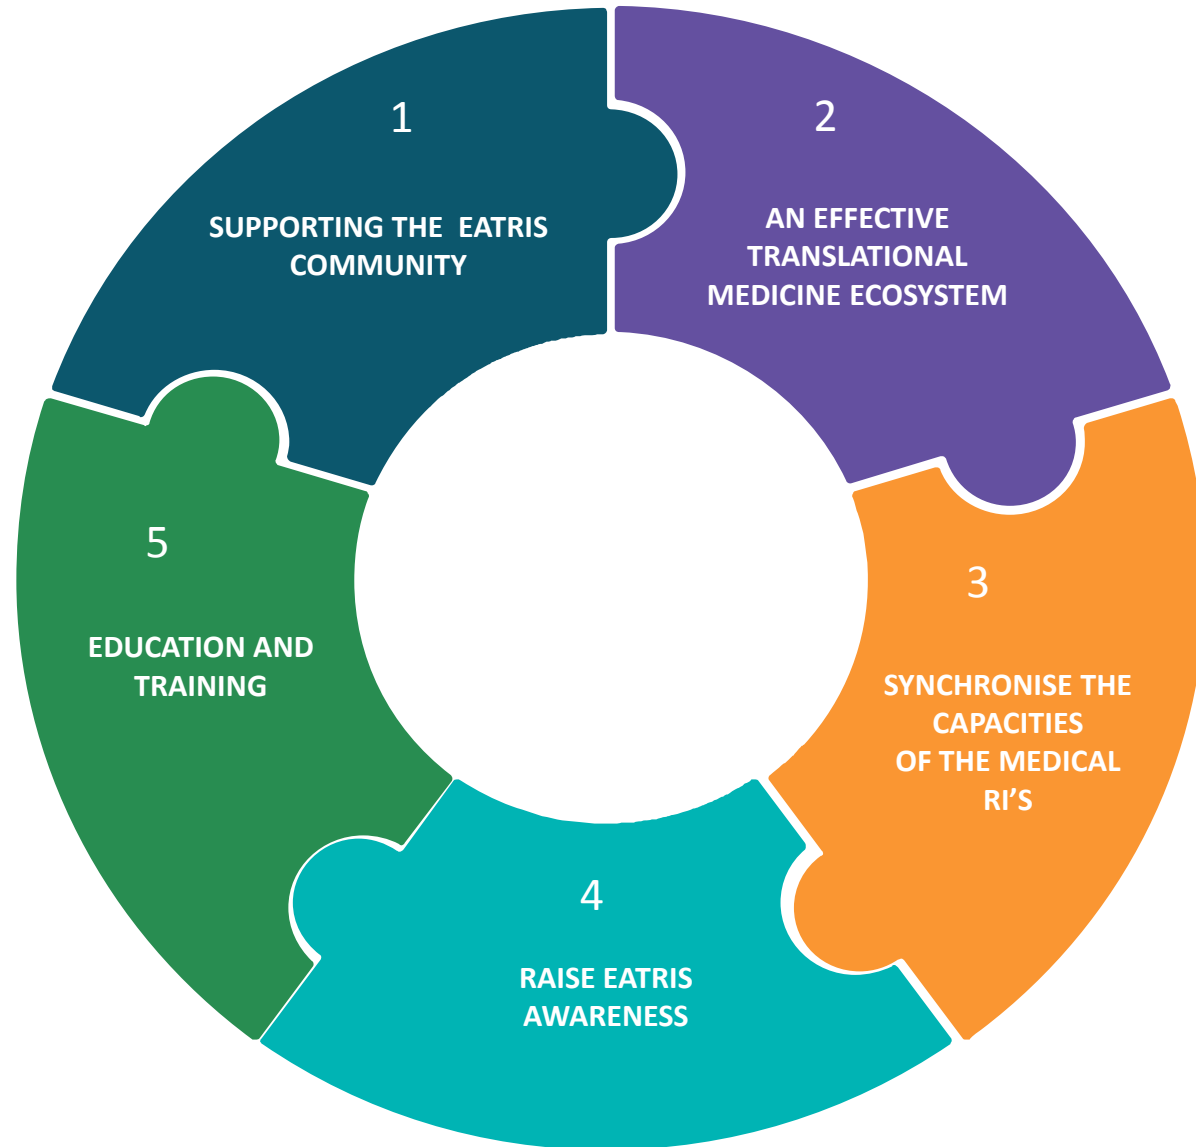 1
SUPPORTING THE EATRIS
COMMUNITY
2
AN EFFECTIVE
TRANSLATIONAL
MEDICINE ECOSYSTEM
3
SYNCHRONISE THE
CAPACITIES
OF THE MEDICAL
RI’S
4
RAISE EATRIS
AWARENESS
5
EDUCATION AND
TRAINING